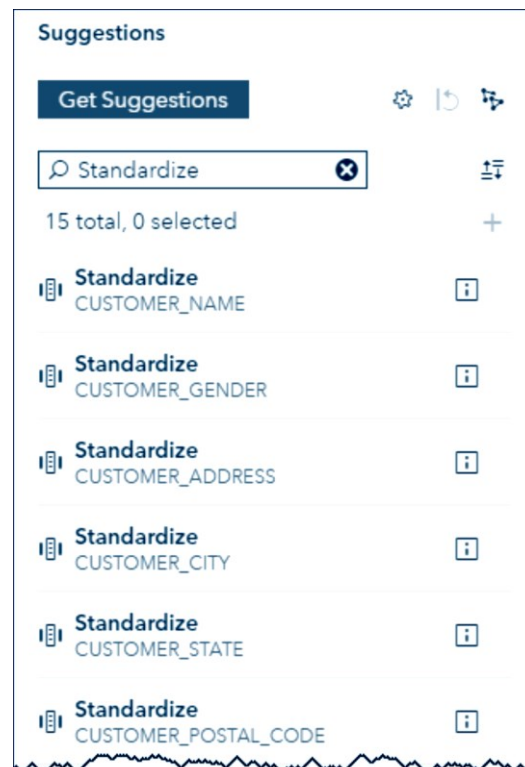 Suggestions
Get Suggestions
Standardize
15 total, 0 selected
Standardize
CUSTOMER_NAME
Standardize
CUSTOMER_GENDER
Standardize
CUSTOMER_ADDRESS
Standardize
CUSTOMER_CITY
Standardize
CUSTOMER_STATE
Standardize
CUSTOMER_POSTAL_CODE